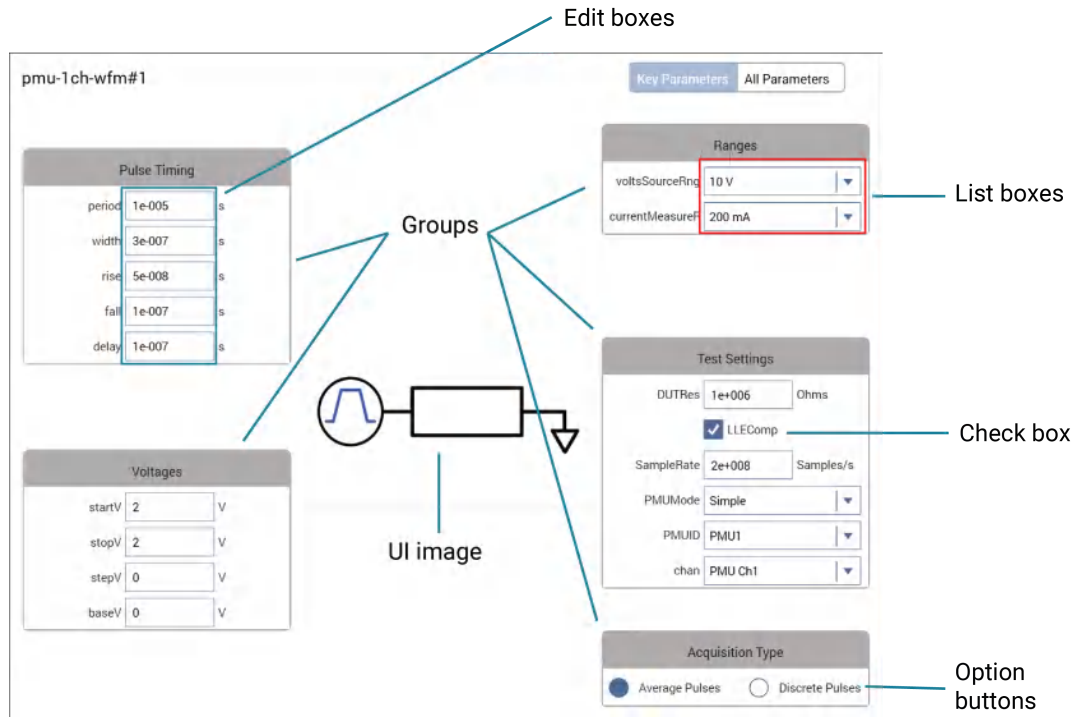 Edit boxes
pmu-1ch-wfm#1
Key Parameters All Parameters
Pulse Timing
period 1e-005 s
width 3e-007 s
rise 5e-008 s
fall 1e-007 s
delay 1e-007 s
Groups
Ranges
voltsSourceRng 10 V
currentMeasureR 200 mA
List boxes
Test Settings
DUTRes 1e+006 Ohms
LLEComp
Check box
SampleRate 2e+008 Samples/s
PMUMode Simple
PMUID PMU1
chan PMU Ch1
Voltages
startV 2 V
stopV 2 V
stepV 0 V
baseV 0 V
UI image
Acquisition Type
Average Pulses Discrete Pulses
Option
buttons